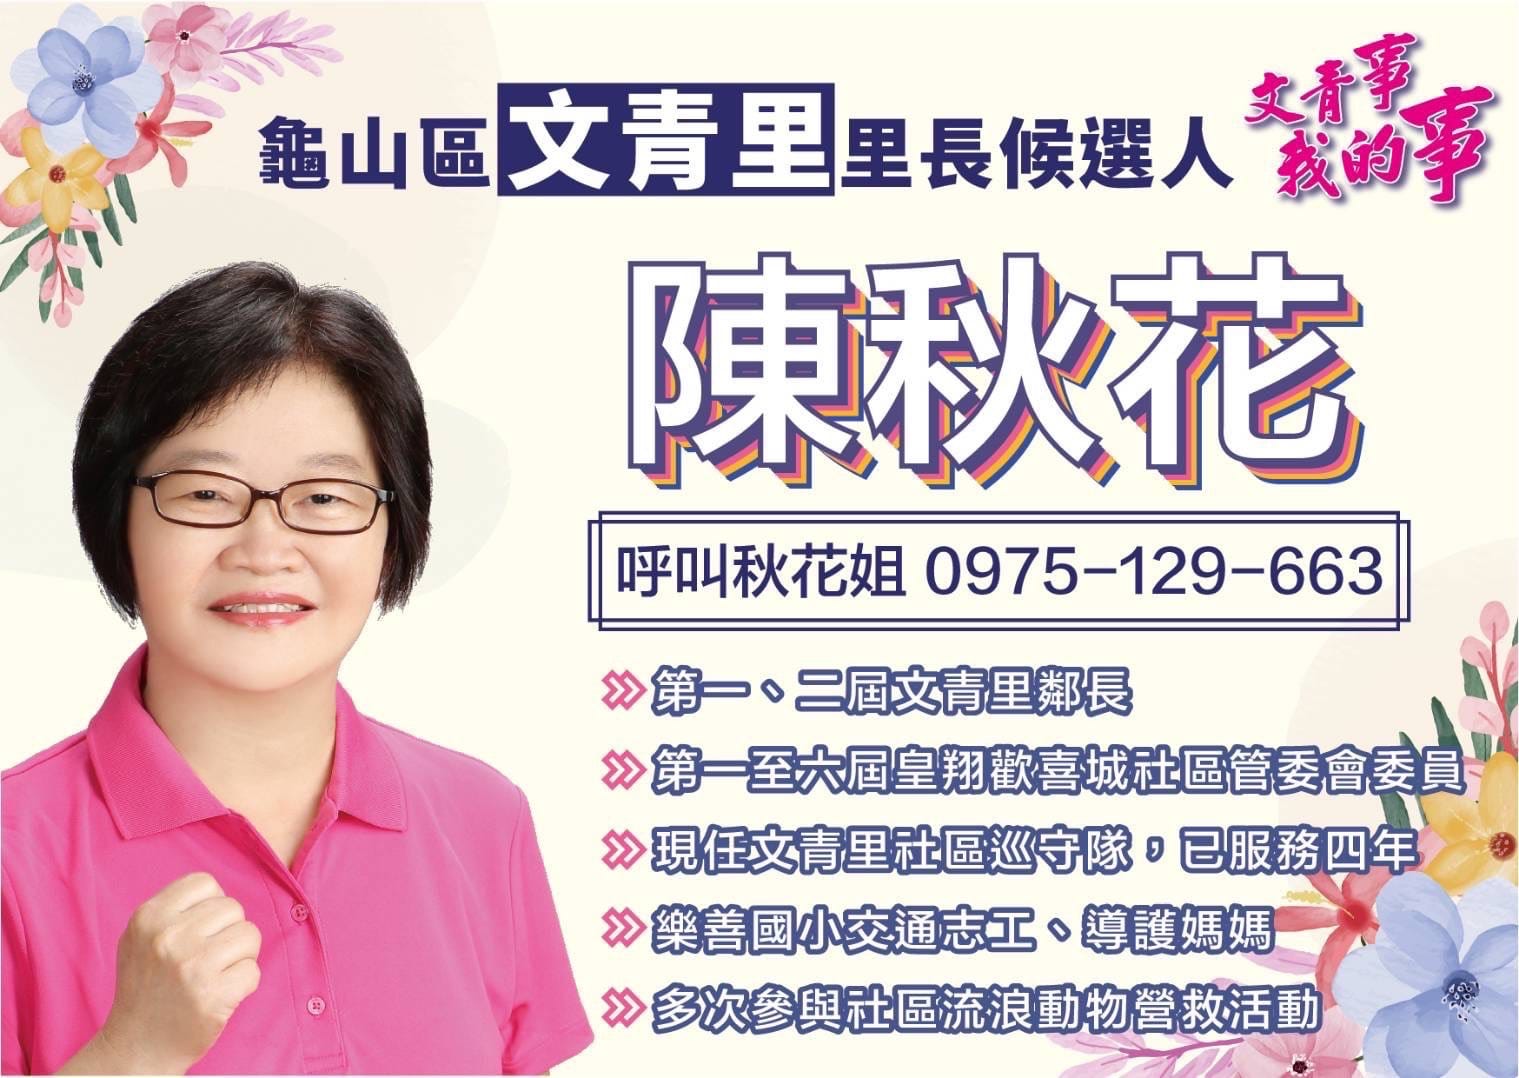 龜山區文青里里長候選人
文青事
我的事
陳秋花
呼叫秋花姐 0975-129-663
第一、二屆文青里鄰長
第一至六屆皇翔歡喜城社區管委會委員
現任文青里社區巡守隊，已服務四年
樂善國小交通志工、導護媽媽
多次參與社區流浪動物營救活動